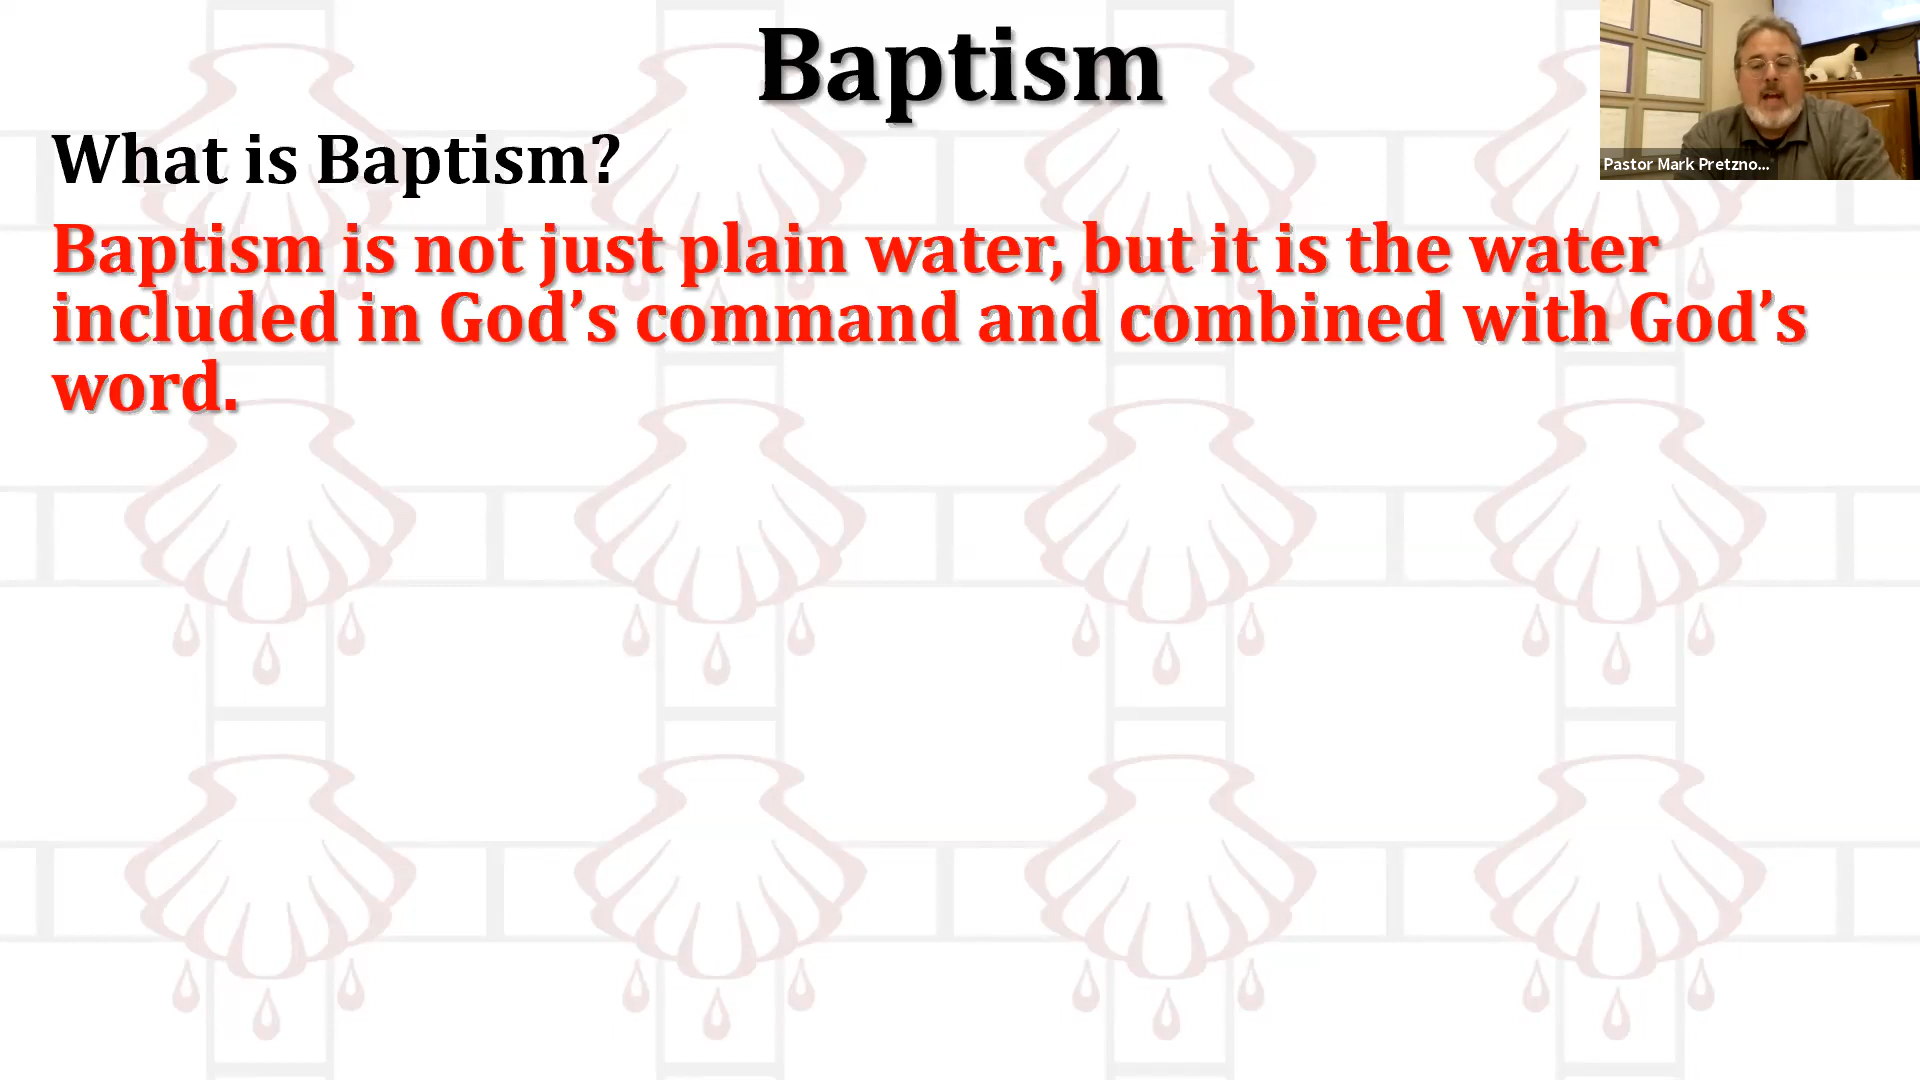 Baptism
What is Baptism?
Baptism is not just plain water, but it is the water
included in God’s command and combined with God’s
word.
Pastor Mark Pretzno...